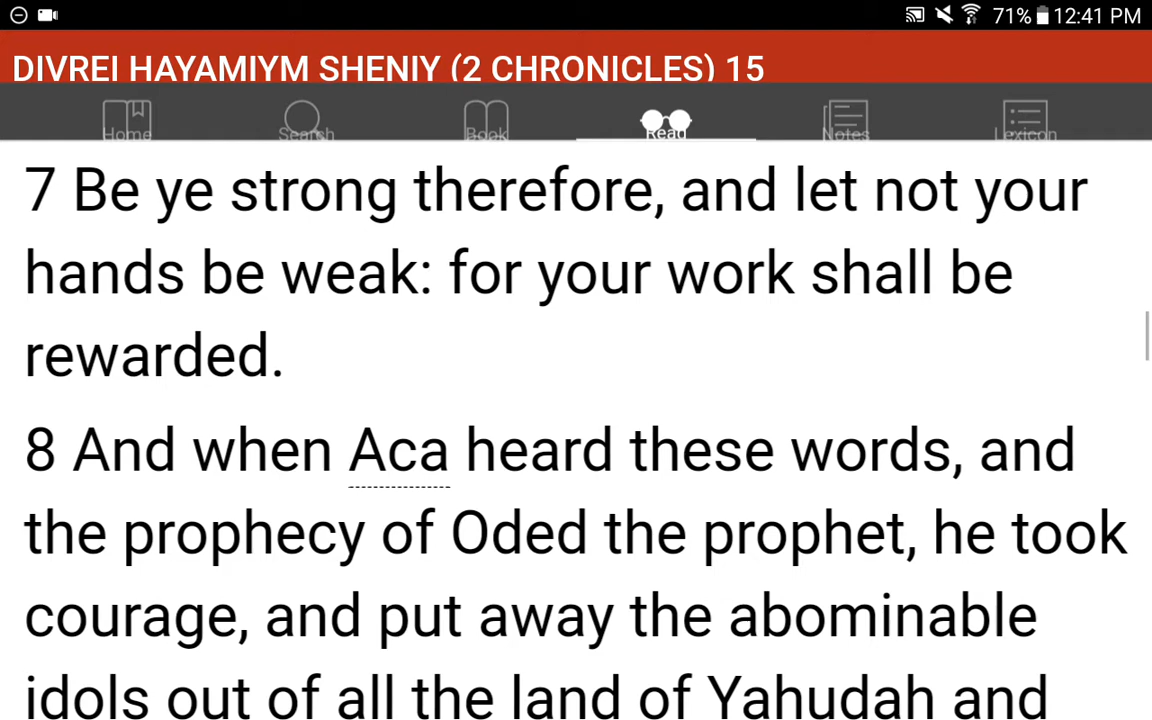 71% 12:41 PM
DIVREI HAYAMIYM SHENIY (2 CHRONICLES) 15
Home Search Book Read Notes Lexicon
7 Be ye strong therefore, and let not your
hands be weak: for your work shall be
rewarded.
8 And when Aca heard these words, and
the prophecy of Oded the prophet, he took
courage, and put away the abominable
idols out of all the land of Yahudah and